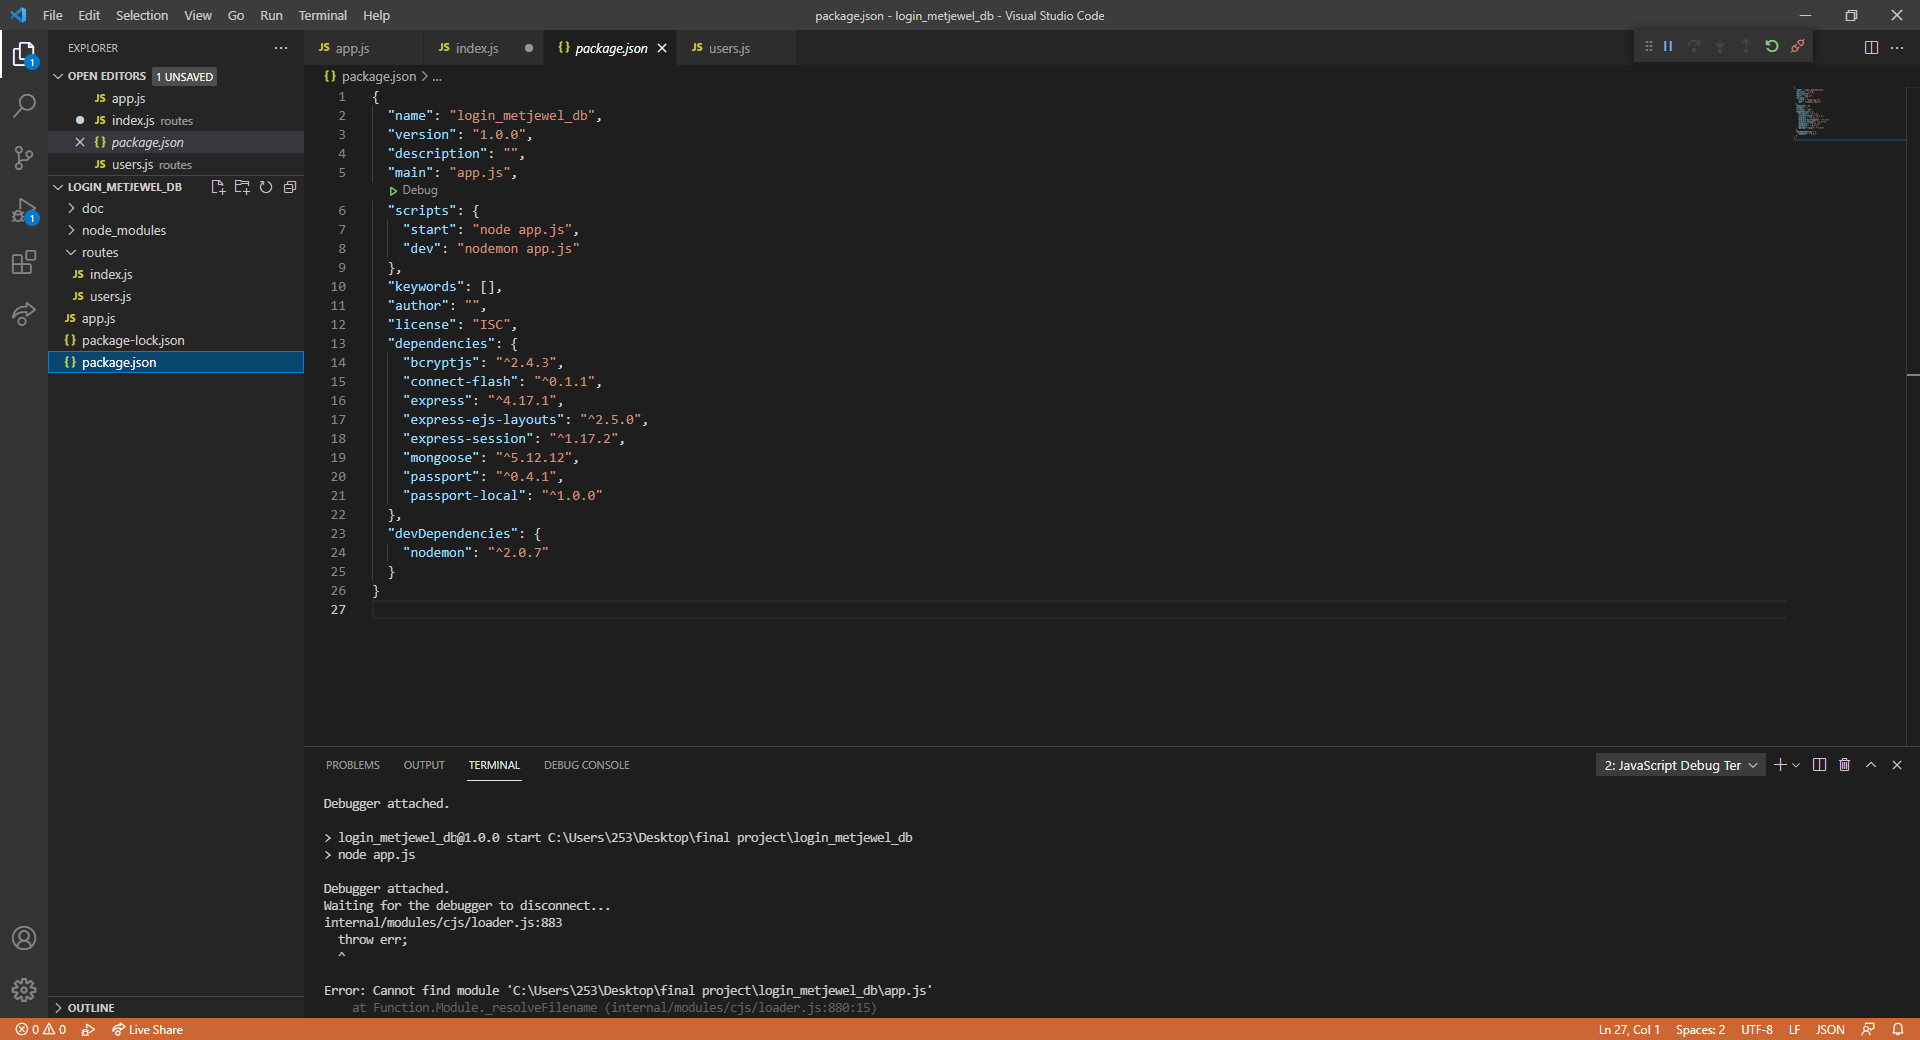 File Edit Selection View Go Run Terminal Help
package.json - login_metjewel_db - Visual Studio Code
EXPLORER
OPEN EDITORS 1 UNSAVED
JS app.js
JS index.js routes
{} package.json
JS users.js routes
LOGIN_METJEWEL_DB
doc
node_modules
routes
JS index.js
JS users.js
JS app.js
{} package-lock.json
{} package.json
OUTLINE
1
1
JS app.js JS index.js {} package.json JS users.js
{} package.json > ...
1 {
2 "name": "login_metjewel_db",
3 "version": "1.0.0",
4 "description": "",
5 "main": "app.js",
Debug
6 "scripts": {
7 "start": "node app.js",
8 "dev": "nodemon app.js"
9 },
10 "keywords": [],
11 "author": "",
12 "license": "ISC",
13 "dependencies": {
14 "bcryptjs": "^2.4.3",
15 "connect-flash": "^0.1.1",
16 "express": "^4.17.1",
17 "express-ejs-layouts": "^2.5.0",
18 "express-session": "^1.17.2",
19 "mongoose": "^5.12.12",
20 "passport": "^0.4.1",
21 "passport-local": "^1.0.0"
22 },
23 "devDependencies": {
24 "nodemon": "^2.0.7"
25 }
26 }
27
PROBLEMS OUTPUT TERMINAL DEBUG CONSOLE
2: JavaScript Debug Ter
Debugger attached.
> login_metjewel_db@1.0.0 start C:\Users\253\Desktop\final project\login_metjewel_db
> node app.js
Debugger attached.
Waiting for the debugger to disconnect...
internal/modules/cjs/loader.js:883
throw err;
^
Error: Cannot find module 'C:\Users\253\Desktop\final project\login_metjewel_db\app.js'
at Function.Module._resolveFilename (internal/modules/cjs/loader.js:880:15)
0 0 Live Share
Ln 27, Col 1 Spaces: 2 UTF-8 LF JSON